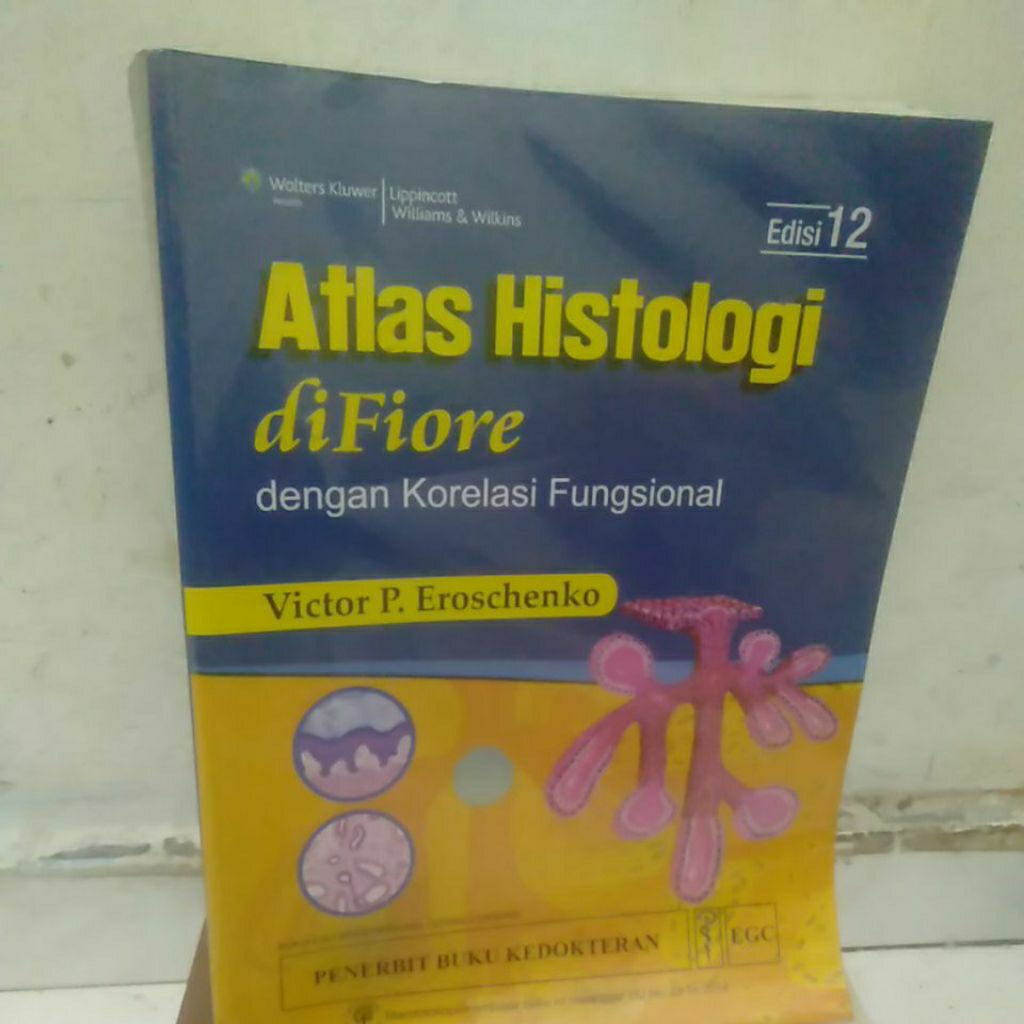 Wolters Kluwer
Health
Lippincott
Williams & Wilkins
Edisi 12
Atlas Histologi
diFiore
dengan Korelasi Fungsional
Victor P. Eroschenko
PENERBIT BUKU KEDOKTERAN
EGC